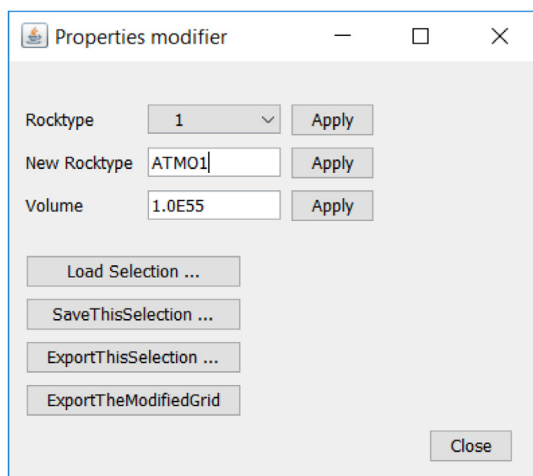 Properties modifier
Rocktype 1 Apply
New Rocktype ATMO1 Apply
Volume 1.0E55 Apply
Load Selection ...
SaveThisSelection ...
ExportThisSelection ...
ExportTheModifiedGrid
Close